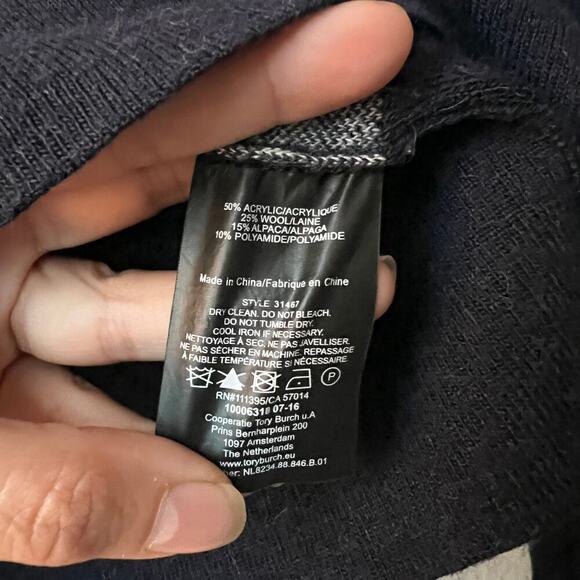 50% ACRYLIC/ACRYLIQUE
25% WOOL/LAINE
15% ALPACA/ALPAGA
10% POLYAMIDE/POLYAMIDE
Made in China/Fabrique en Chine
STYLE 31467
DRY CLEAN. DO NOT BLEACH.
DO NOT TUMBLE DRY.
COOL IRON IF NECESSARY.
NETTOYAGE À SEC. NE PAS JAVELLISER.
NE PAS SÉCHER EN MACHINE. REPASSAGE
À FAIBLE TEMPÉRATURE SI NÉCESSAIRE
P
RN#111395/CA 57014
07-16
Cooperatie Tory Burch u.A
Prins Bernharplein 200
1097 Amsterdam
The Netherlands
www.toryburch.com
ber: NL8234.88.846.B.01